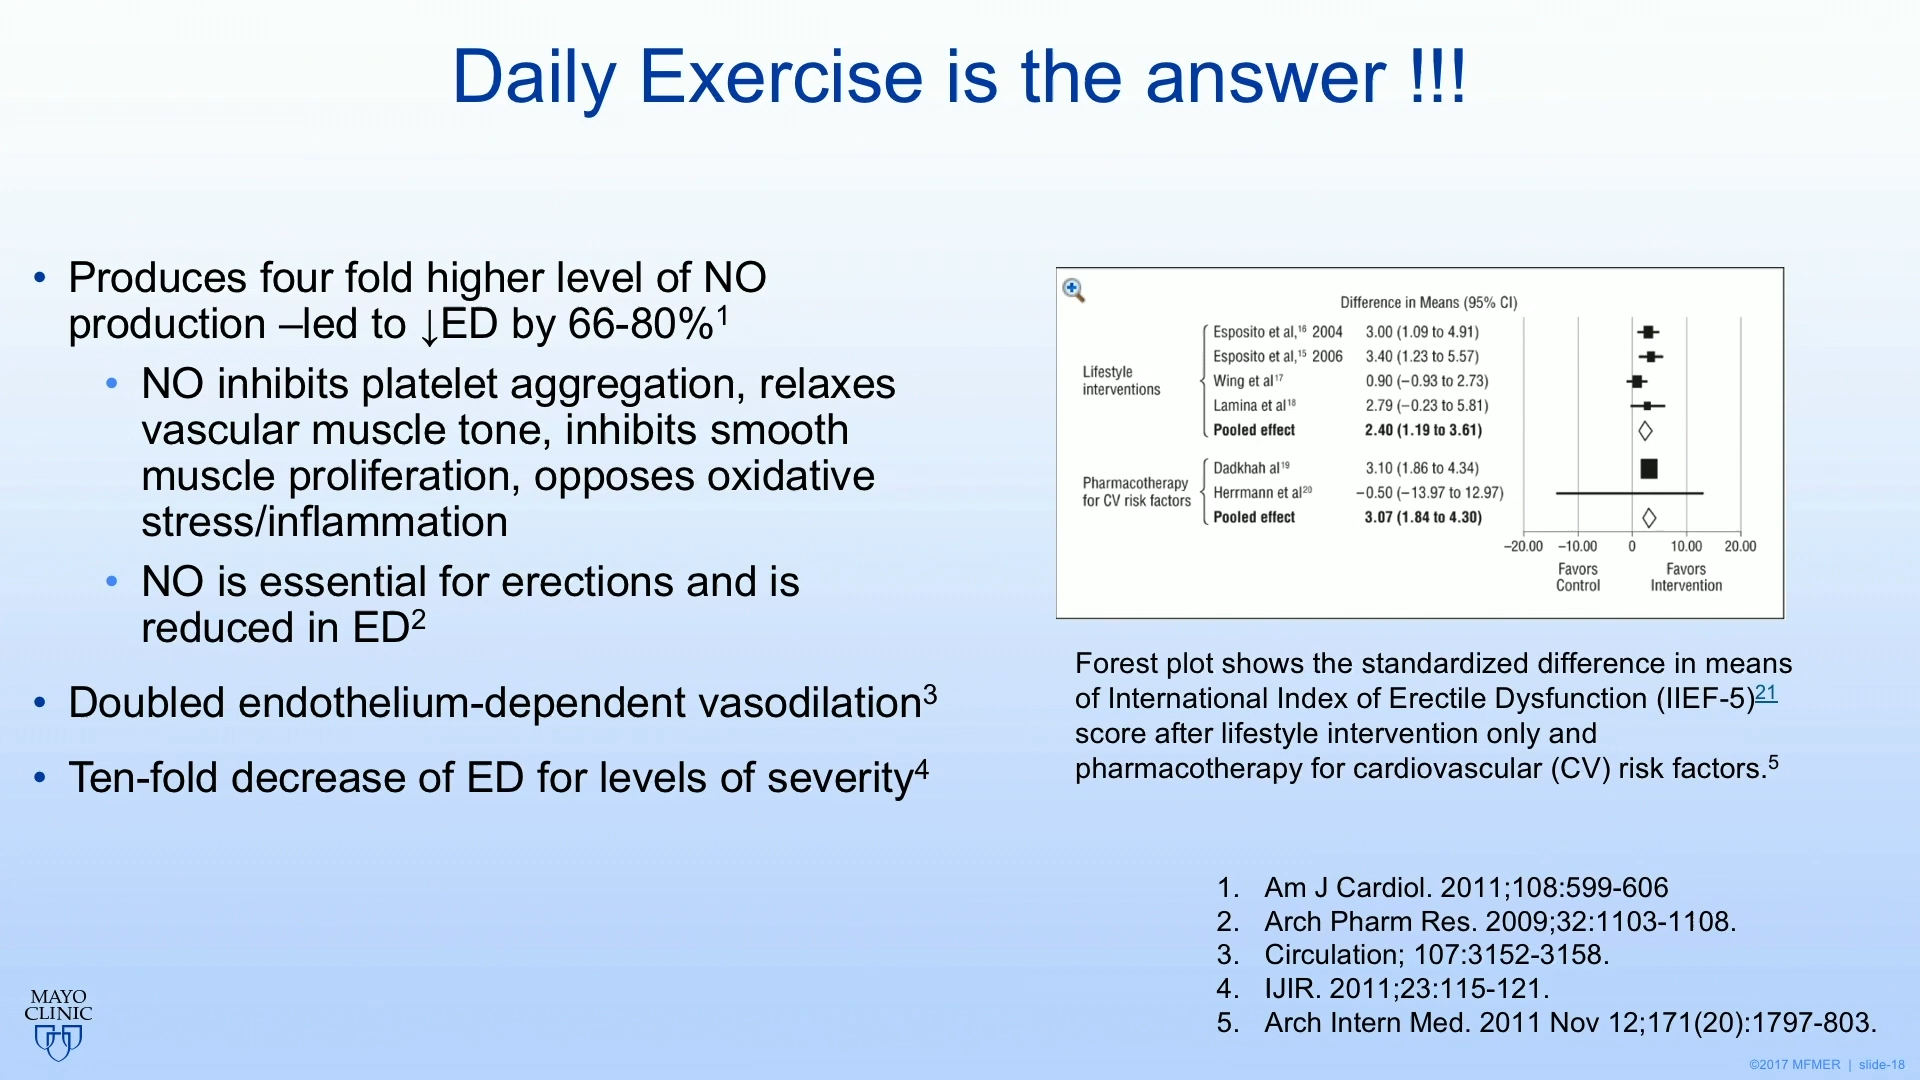 Daily Exercise is the answer !!!
• Produces four fold higher level of NO
production –led to ↓ED by 66-80%1
• NO inhibits platelet aggregation, relaxes
vascular muscle tone, inhibits smooth
muscle proliferation, opposes oxidative
stress/inflammation
• NO is essential for erections and is
reduced in ED2
• Doubled endothelium-dependent vasodilation3
• Ten-fold decrease of ED for levels of severity4
Difference in Means (95% CI)
Lifestyle
interventions
Esposito et al,16 2004 3.00 (1.09 to 4.91)
Esposito et al,15 2006 3.40 (1.23 to 5.57)
Wing et al17 0.90 (−0.93 to 2.73)
Lamina et al18 2.79 (−0.23 to 5.81)
Pooled effect 2.40 (1.19 to 3.61)
Pharmacotherapy
for CV risk factors
Dadkhah al19 3.10 (1.86 to 4.34)
Herrmann et al20 −0.50 (−13.97 to 12.97)
Pooled effect 3.07 (1.84 to 4.30)
−20.00 −10.00 0 10.00 20.00
Favors
Control
Favors
Intervention
Forest plot shows the standardized difference in means
of International Index of Erectile Dysfunction (IIEF-5)21
score after lifestyle intervention only and
pharmacotherapy for cardiovascular (CV) risk factors.5
1. Am J Cardiol. 2011;108:599-606
2. Arch Pharm Res. 2009;32:1103-1108.
3. Circulation; 107:3152-3158.
4. IJIR. 2011;23:115-121.
5. Arch Intern Med. 2011 Nov 12;171(20):1797-803.
MAYO
CLINIC
©2017 MFMER | slide-18